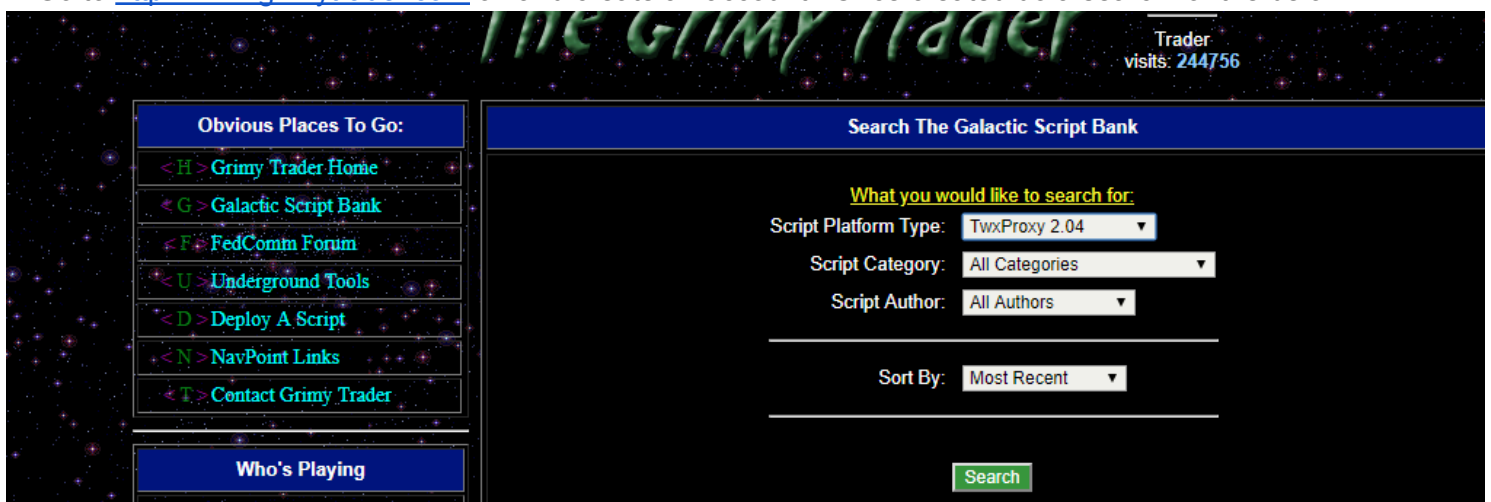 The Grimy Trader
Trader
visits: 244756
Obvious Places To Go:
<H>Grimy Trader Home
<G>Galactic Script Bank
<F>FedComm Forum
<U>Underground Tools
<D>Deploy A Script
<N>NavPoint Links
<T>Contact Grimy Trader
Who's Playing
Search The Galactic Script Bank
What you would like to search for:
Script Platform Type: TwxProxy 2.04
Script Category: All Categories
Script Author: All Authors
Sort By: Most Recent
Search